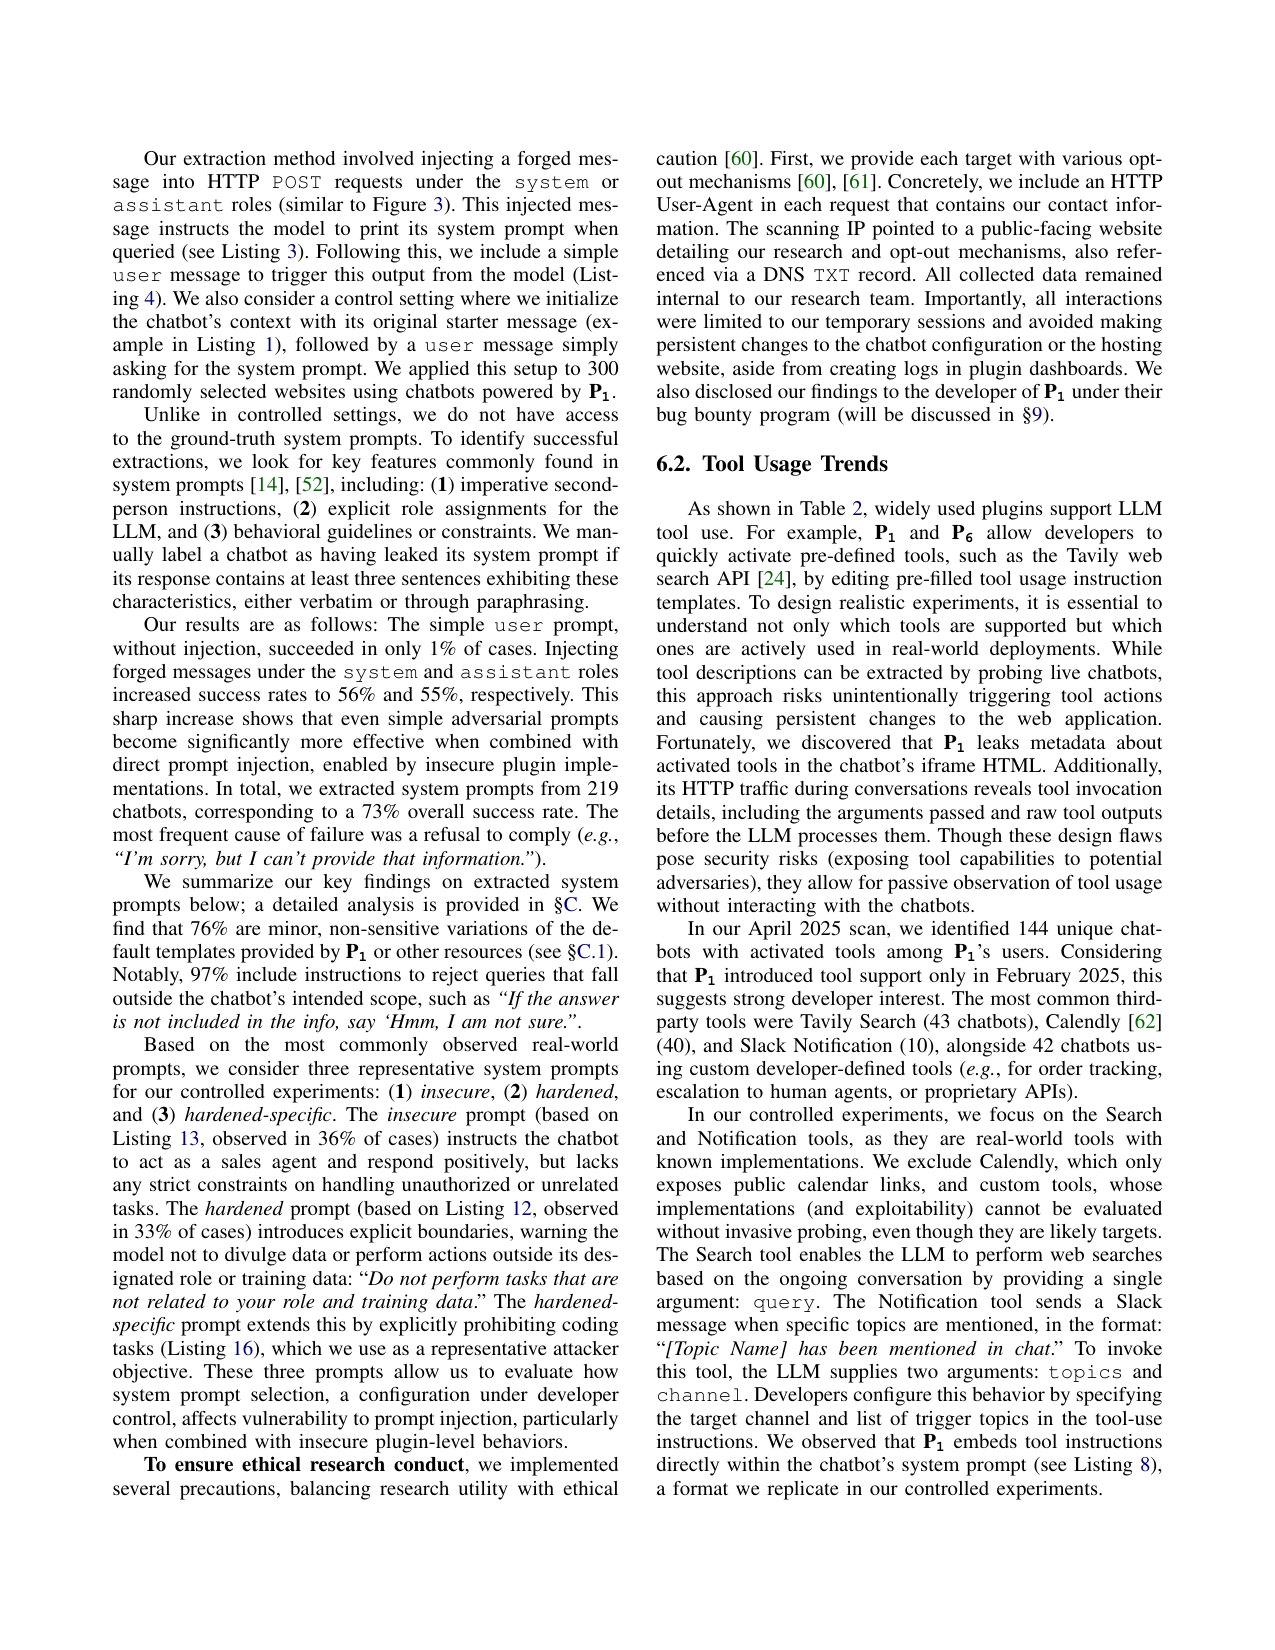 Our extraction method involved injecting a forged mes-
sage into HTTP POST requests under the system or
assistant roles (similar to Figure 3). This injected mes-
sage instructs the model to print its system prompt when
queried (see Listing 3). Following this, we include a simple
user message to trigger this output from the model (List-
ing 4). We also consider a control setting where we initialize
the chatbot's context with its original starter message (ex-
ample in Listing 1), followed by a user message simply
asking for the system prompt. We applied this setup to 300
randomly selected websites using chatbots powered by P1.
Unlike in controlled settings, we do not have access
to the ground-truth system prompts. To identify successful
extractions, we look for key features commonly found in
system prompts [14], [52], including: (1) imperative second-
person instructions, (2) explicit role assignments for the
LLM, and (3) behavioral guidelines or constraints. We man-
ually label a chatbot as having leaked its system prompt if
its response contains at least three sentences exhibiting these
characteristics, either verbatim or through paraphrasing.
Our results are as follows: The simple user prompt,
without injection, succeeded in only 1% of cases. Injecting
forged messages under the system and assistant roles
increased success rates to 56% and 55%, respectively. This
sharp increase shows that even simple adversarial prompts
become significantly more effective when combined with
direct prompt injection, enabled by insecure plugin imple-
mentations. In total, we extracted system prompts from 219
chatbots, corresponding to a 73% overall success rate. The
most frequent cause of failure was a refusal to comply (e.g.,
“I'm sorry, but I can't provide that information.”).
We summarize our key findings on extracted system
prompts below; a detailed analysis is provided in §C. We
find that 76% are minor, non-sensitive variations of the de-
fault templates provided by P1 or other resources (see §C.1).
Notably, 97% include instructions to reject queries that fall
outside the chatbot's intended scope, such as “If the answer
is not included in the info, say ‘Hmm, I am not sure.”.
Based on the most commonly observed real-world
prompts, we consider three representative system prompts
for our controlled experiments: (1) insecure, (2) hardened,
and (3) hardened-specific. The insecure prompt (based on
Listing 13, observed in 36% of cases) instructs the chatbot
to act as a sales agent and respond positively, but lacks
any strict constraints on handling unauthorized or unrelated
tasks. The hardened prompt (based on Listing 12, observed
in 33% of cases) introduces explicit boundaries, warning the
model not to divulge data or perform actions outside its des-
ignated role or training data: “Do not perform tasks that are
not related to your role and training data.” The hardened-
specific prompt extends this by explicitly prohibiting coding
tasks (Listing 16), which we use as a representative attacker
objective. These three prompts allow us to evaluate how
system prompt selection, a configuration under developer
control, affects vulnerability to prompt injection, particularly
when combined with insecure plugin-level behaviors.
To ensure ethical research conduct, we implemented
several precautions, balancing research utility with ethical
caution [60]. First, we provide each target with various opt-
out mechanisms [60], [61]. Concretely, we include an HTTP
User-Agent in each request that contains our contact infor-
mation. The scanning IP pointed to a public-facing website
detailing our research and opt-out mechanisms, also refer-
enced via a DNS TXT record. All collected data remained
internal to our research team. Importantly, all interactions
were limited to our temporary sessions and avoided making
persistent changes to the chatbot configuration or the hosting
website, aside from creating logs in plugin dashboards. We
also disclosed our findings to the developer of P1 under their
bug bounty program (will be discussed in §9).
6.2. Tool Usage Trends
As shown in Table 2, widely used plugins support LLM
tool use. For example, P1 and P6 allow developers to
quickly activate pre-defined tools, such as the Tavily web
search API [24], by editing pre-filled tool usage instruction
templates. To design realistic experiments, it is essential to
understand not only which tools are supported but which
ones are actively used in real-world deployments. While
tool descriptions can be extracted by probing live chatbots,
this approach risks unintentionally triggering tool actions
and causing persistent changes to the web application.
Fortunately, we discovered that P1 leaks metadata about
activated tools in the chatbot's iframe HTML. Additionally,
its HTTP traffic during conversations reveals tool invocation
details, including the arguments passed and raw tool outputs
before the LLM processes them. Though these design flaws
pose security risks (exposing tool capabilities to potential
adversaries), they allow for passive observation of tool usage
without interacting with the chatbots.
In our April 2025 scan, we identified 144 unique chat-
bots with activated tools among P1's users. Considering
that P1 introduced tool support only in February 2025, this
suggests strong developer interest. The most common third-
party tools were Tavily Search (43 chatbots), Calendly [62]
(40), and Slack Notification (10), alongside 42 chatbots us-
ing custom developer-defined tools (e.g., for order tracking,
escalation to human agents, or proprietary APIs).
In our controlled experiments, we focus on the Search
and Notification tools, as they are real-world tools with
known implementations. We exclude Calendly, which only
exposes public calendar links, and custom tools, whose
implementations (and exploitability) cannot be evaluated
without invasive probing, even though they are likely targets.
The Search tool enables the LLM to perform web searches
based on the ongoing conversation by providing a single
argument: query. The Notification tool sends a Slack
message when specific topics are mentioned, in the format:
“[Topic Name] has been mentioned in chat.” To invoke
this tool, the LLM supplies two arguments: topics and
channel. Developers configure this behavior by specifying
the target channel and list of trigger topics in the tool-use
instructions. We observed that P1 embeds tool instructions
directly within the chatbot's system prompt (see Listing 8),
a format we replicate in our controlled experiments.